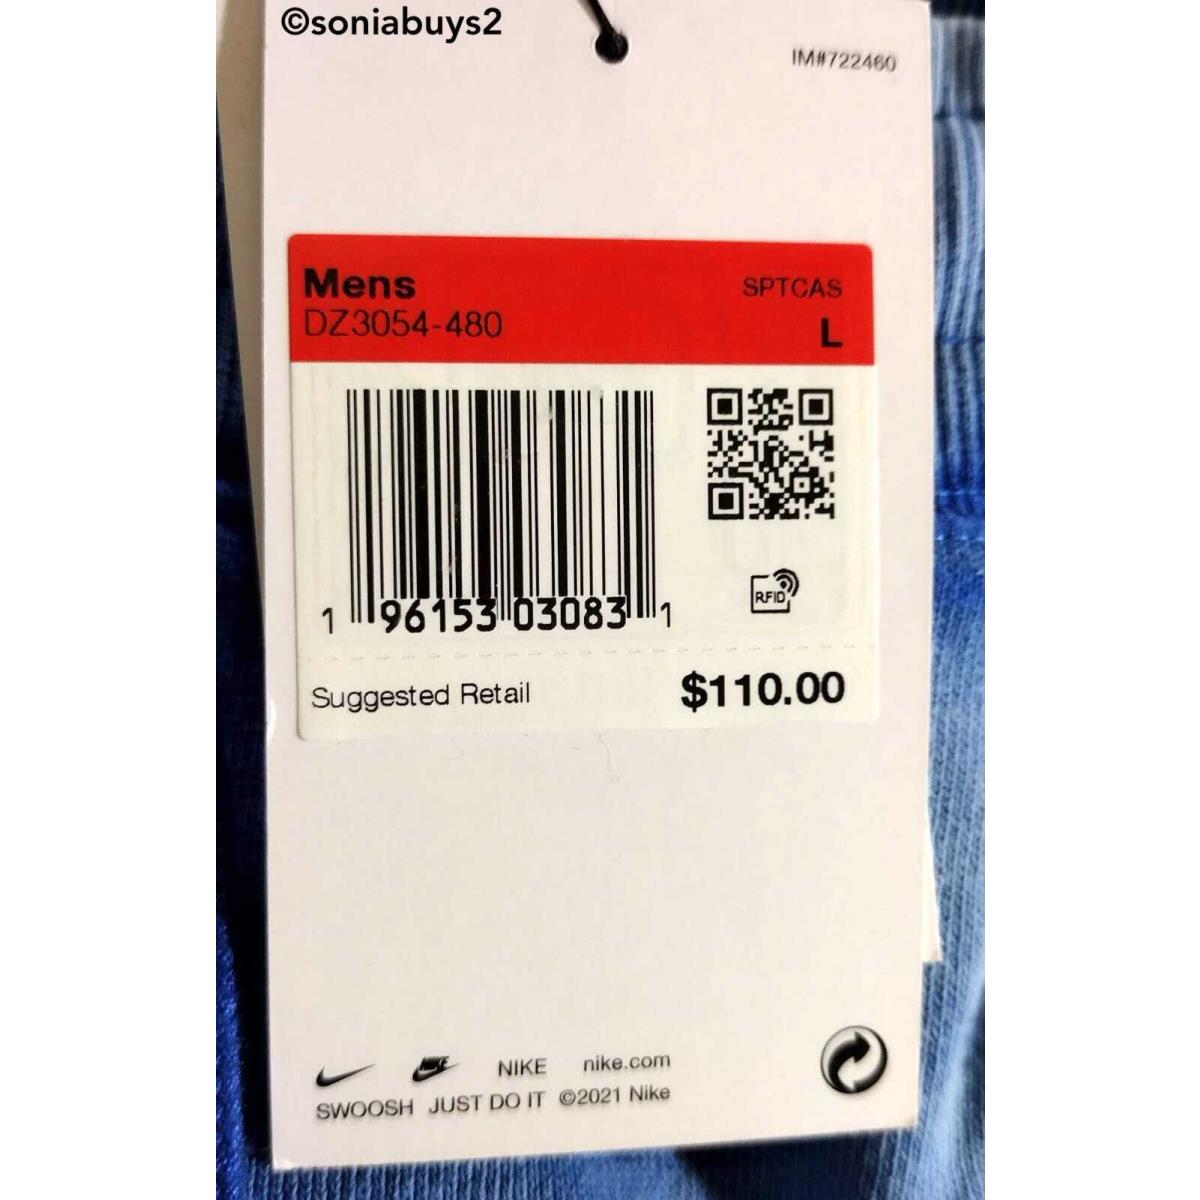 ©soniabuys2
IM#722460
Mens SPTCAS
DZ3054-480 L
RFID
1 96153 03083 1
Suggested Retail $110.00
NIKE NIKE nike.com
SWOOSH JUST DO IT ©2021 Nike